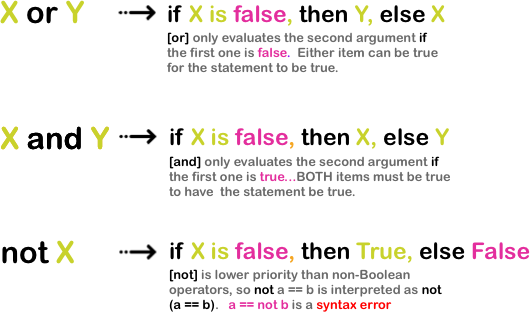 X or Y → if X is false, then Y, else X
[or] only evaluates the second argument if
the first one is false. Either item can be true
for the statement to be true.
X and Y → if X is false, then X, else Y
[and] only evaluates the second argument if
the first one is true...BOTH items must be true
to have the statement be true.
not X → if X is false, then True, else False
[not] is lower priority than non-Boolean
operators, so not a == b is interpreted as not
(a == b). a == not b is a syntax error